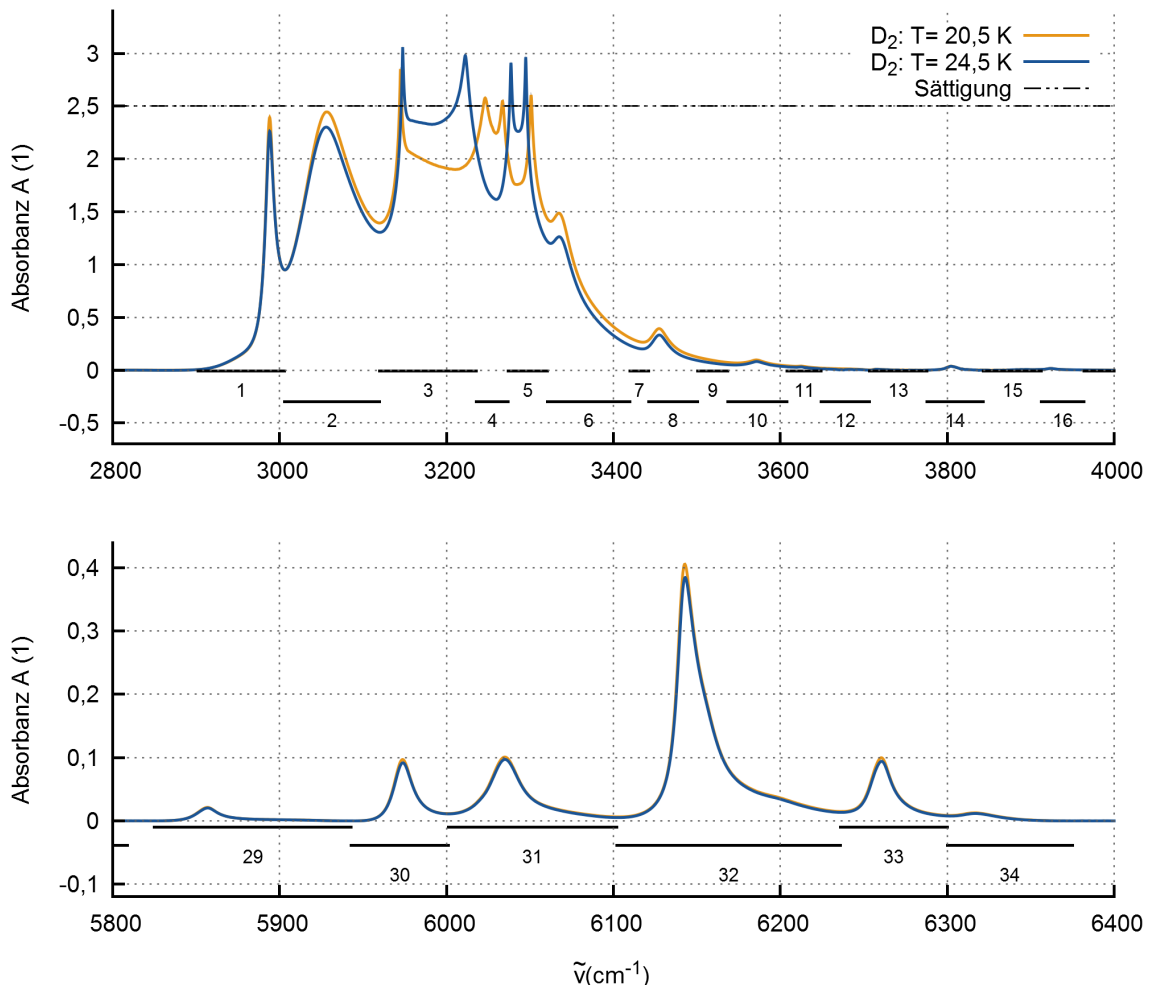 D₂: T= 20,5 K
D₂: T= 24,5 K
Sättigung
Absorbanz A (1)
3
2,5
2
1,5
1
0,5
0
-0,5
1 3 5 7 9 11 13 15
2 4 6 8 10 12 14 16
2800 3000 3200 3400 3600 3800 4000
Absorbanz A (1)
0,4
0,3
0,2
0,1
0
-0,1
29 31 33
30 32 34
5800 5900 6000 6100 6200 6300 6400
ṽ(cm⁻¹)